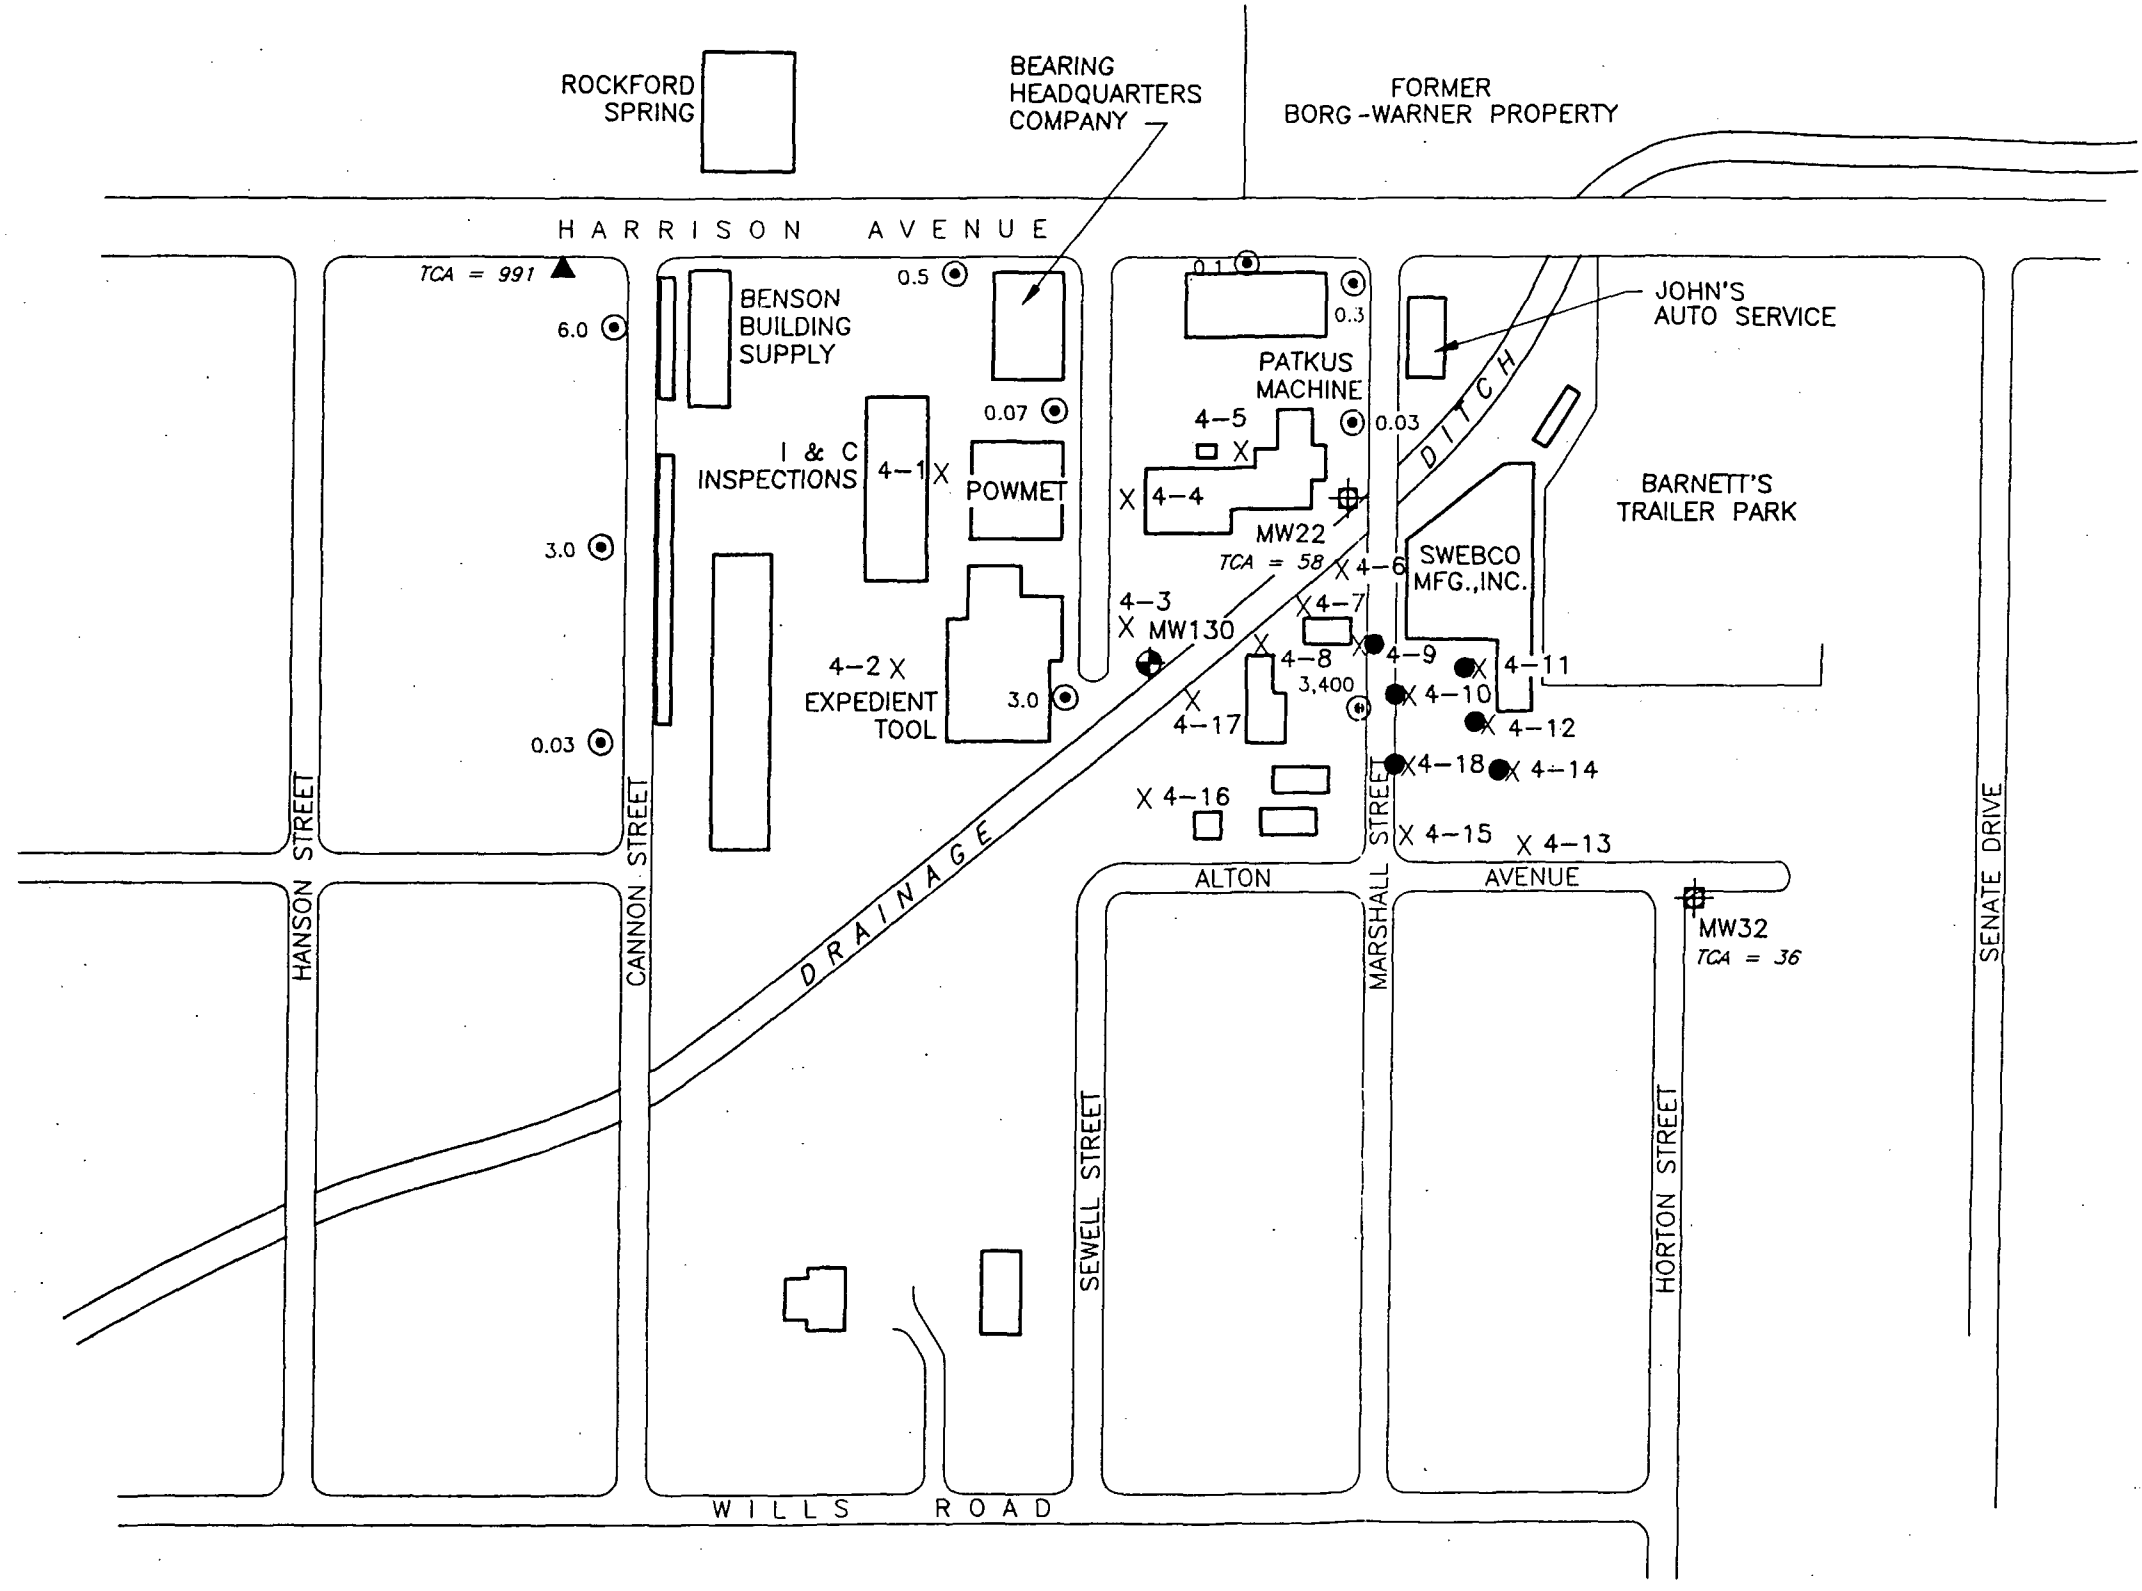 ROCKFORD
SPRING
BEARING
HEADQUARTERS
COMPANY
FORMER
BORG-WARNER PROPERTY
HARRISON AVENUE
TCA = 991
6.0
BENSON
BUILDING
SUPPLY
0.5
0.1
0.3
JOHN'S
AUTO SERVICE
PATKUS
MACHINE
0.07
4-5
0.03
I & C
INSPECTIONS
4-1
POWMET
4-4
MW22
TCA = 58
BARNETT'S
TRAILER PARK
SWEBCO
MFG.,INC.
3.0
4-6
4-3
4-7
MW130
4-8
4-9
4-2
4-11
EXPEDIENT
TOOL
3.0
3,400
4-10
4-17
4-12
0.03
4-18
4-14
4-16
4-15
4-13
DRAINAGE DITCH
ALTON AVENUE
MW32
TCA = 36
HANSON STREET
CANNON STREET
SEWELL STREET
MARSHALL STREET
HORTON STREET
SENATE DRIVE
WILLS ROAD